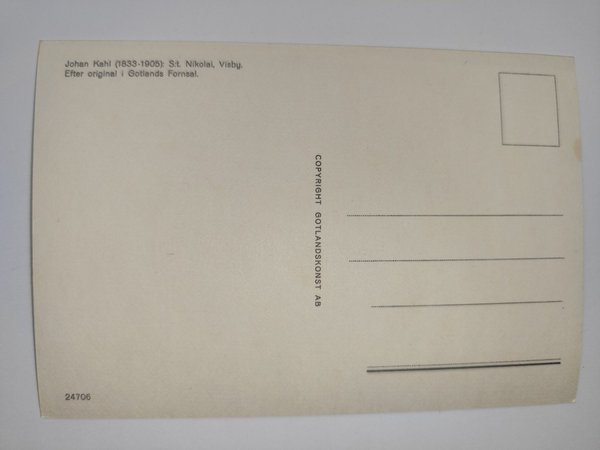 Johan Kahl (1833-1905): S:t. Nikolai, Visby.
Efter original i Gotlands Fornsal.
COPYRIGHT GOTLANDSKONST AB
24706